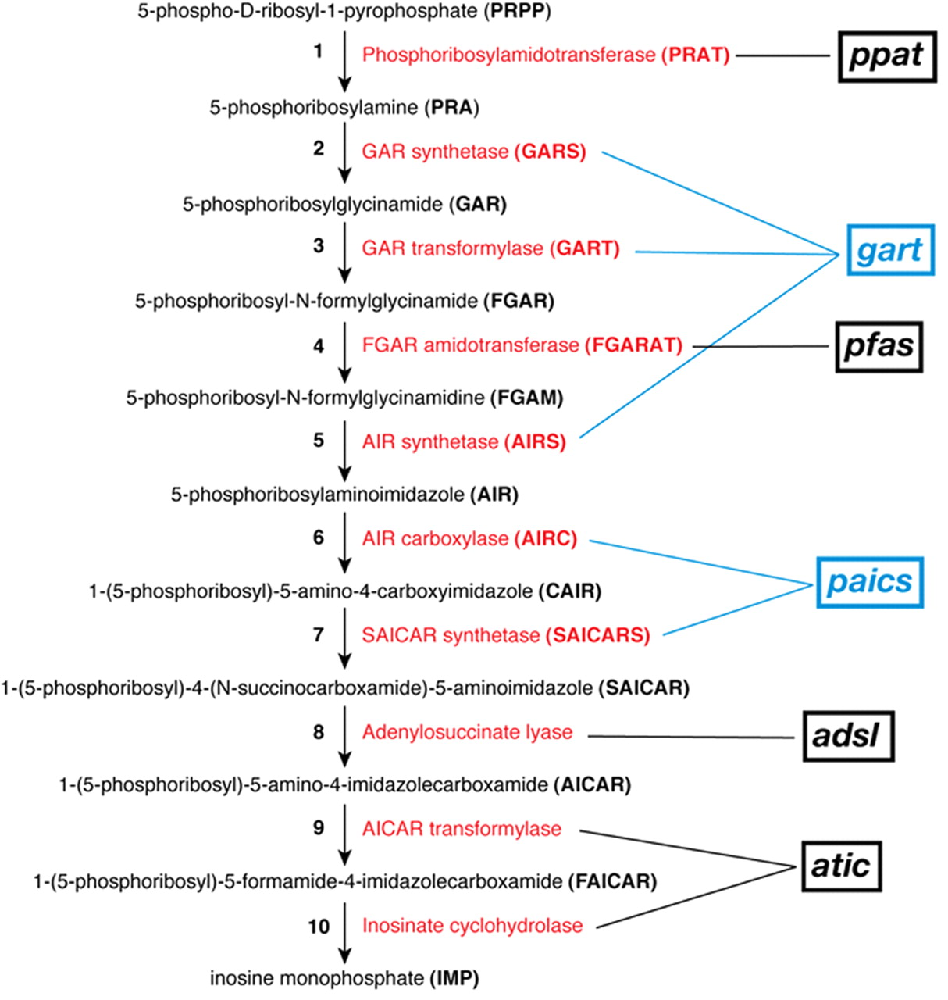 5-phospho-D-ribosyl-1-pyrophosphate (PRPP)
1 Phosphoribosylamidotransferase (PRAT) ppat
5-phosphoribosylamine (PRA)
2 GAR synthetase (GARS)
5-phosphoribosylglycinamide (GAR)
3 GAR transformylase (GART) gart
5-phosphoribosyl-N-formylglycinamide (FGAR)
4 FGAR amidotransferase (FGARAT) pfas
5-phosphoribosyl-N-formylglycinamidine (FGAM)
5 AIR synthetase (AIRS)
5-phosphoribosylaminoimidazole (AIR)
6 AIR carboxylase (AIRC)
paics
1-(5-phosphoribosyl)-5-amino-4-carboxyimidazole (CAIR)
7 SAICAR synthetase (SAICARS)
1-(5-phosphoribosyl)-4-(N-succinocarboxamide)-5-aminoimidazole (SAICAR)
8 Adenylosuccinate lyase adsl
1-(5-phosphoribosyl)-5-amino-4-imidazolecarboxamide (AICAR)
9 AICAR transformylase
atic
1-(5-phosphoribosyl)-5-formamide-4-imidazolecarboxamide (FAICAR)
10 Inosinate cyclohydrolase
inosine monophosphate (IMP)